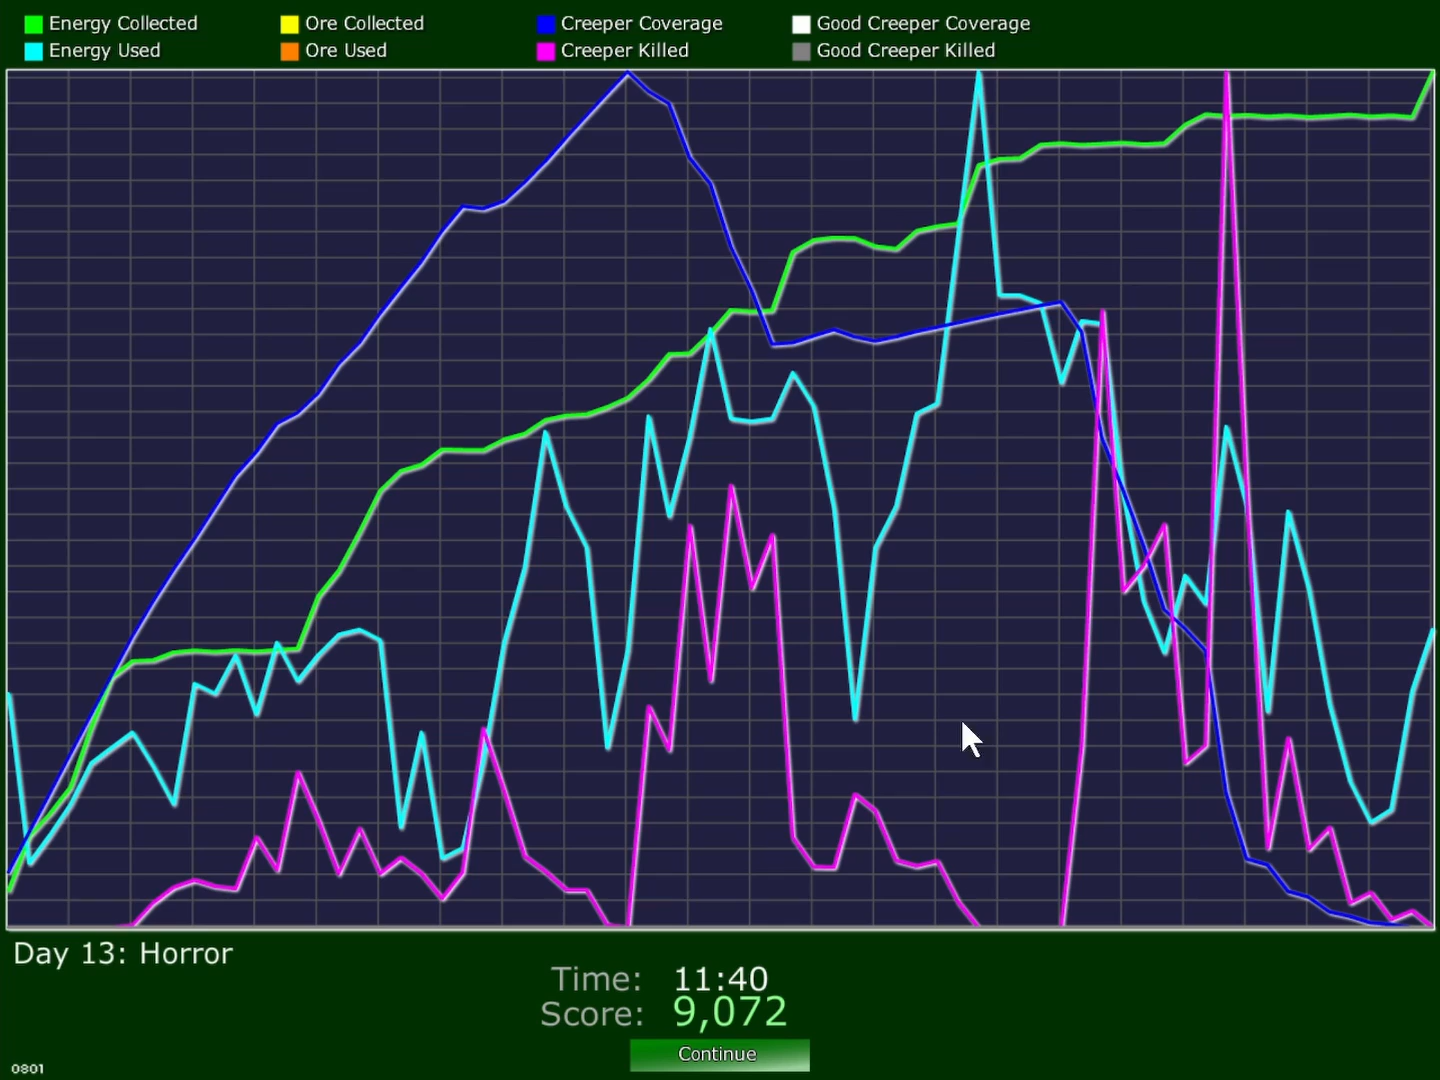 Energy Collected Ore Collected Creeper Coverage Good Creeper Coverage
Energy Used Ore Used Creeper Killed Good Creeper Killed
Day 13: Horror
Time: 11:40
Score: 9,072
Continue
0801